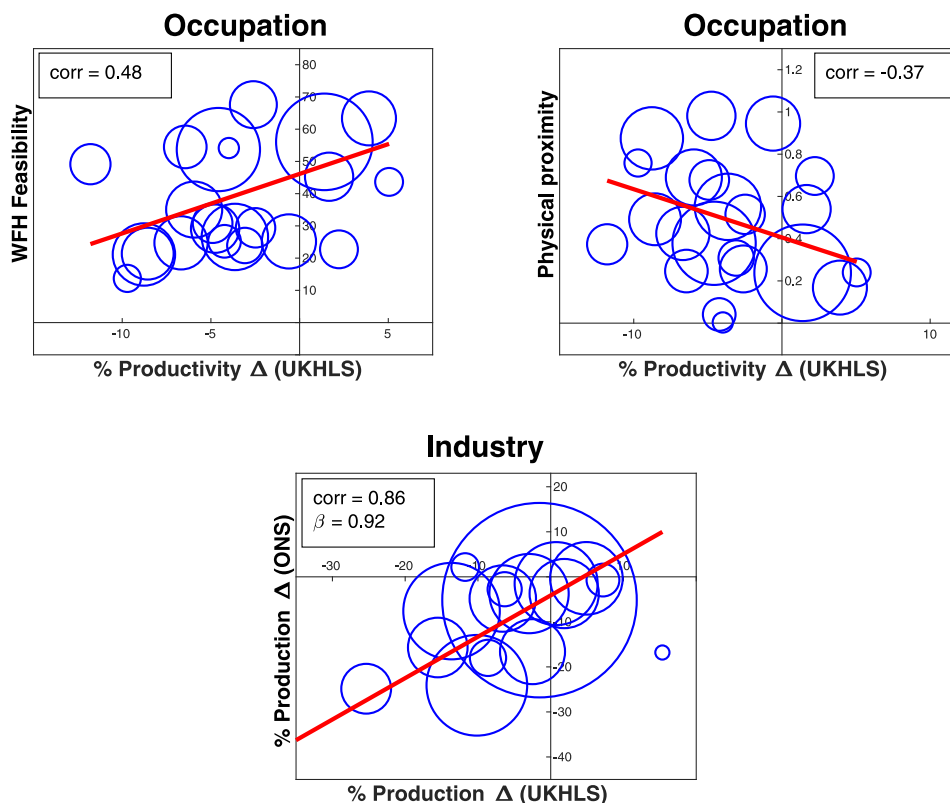 Occupation
corr = 0.48
WFH Feasibility
80
70
60
50
40
30
20
10
-10
-5
5
% Productivity Δ (UKHLS)
Occupation
corr = -0.37
Physical proximity
1.2
1
0.8
0.6
0.4
0.2
-10
10
% Productivity Δ (UKHLS)
Industry
corr = 0.86
β = 0.92
% Production Δ (ONS)
20
10
-30
-20
-10
10
-10
-20
-30
-40
% Production Δ (UKHLS)